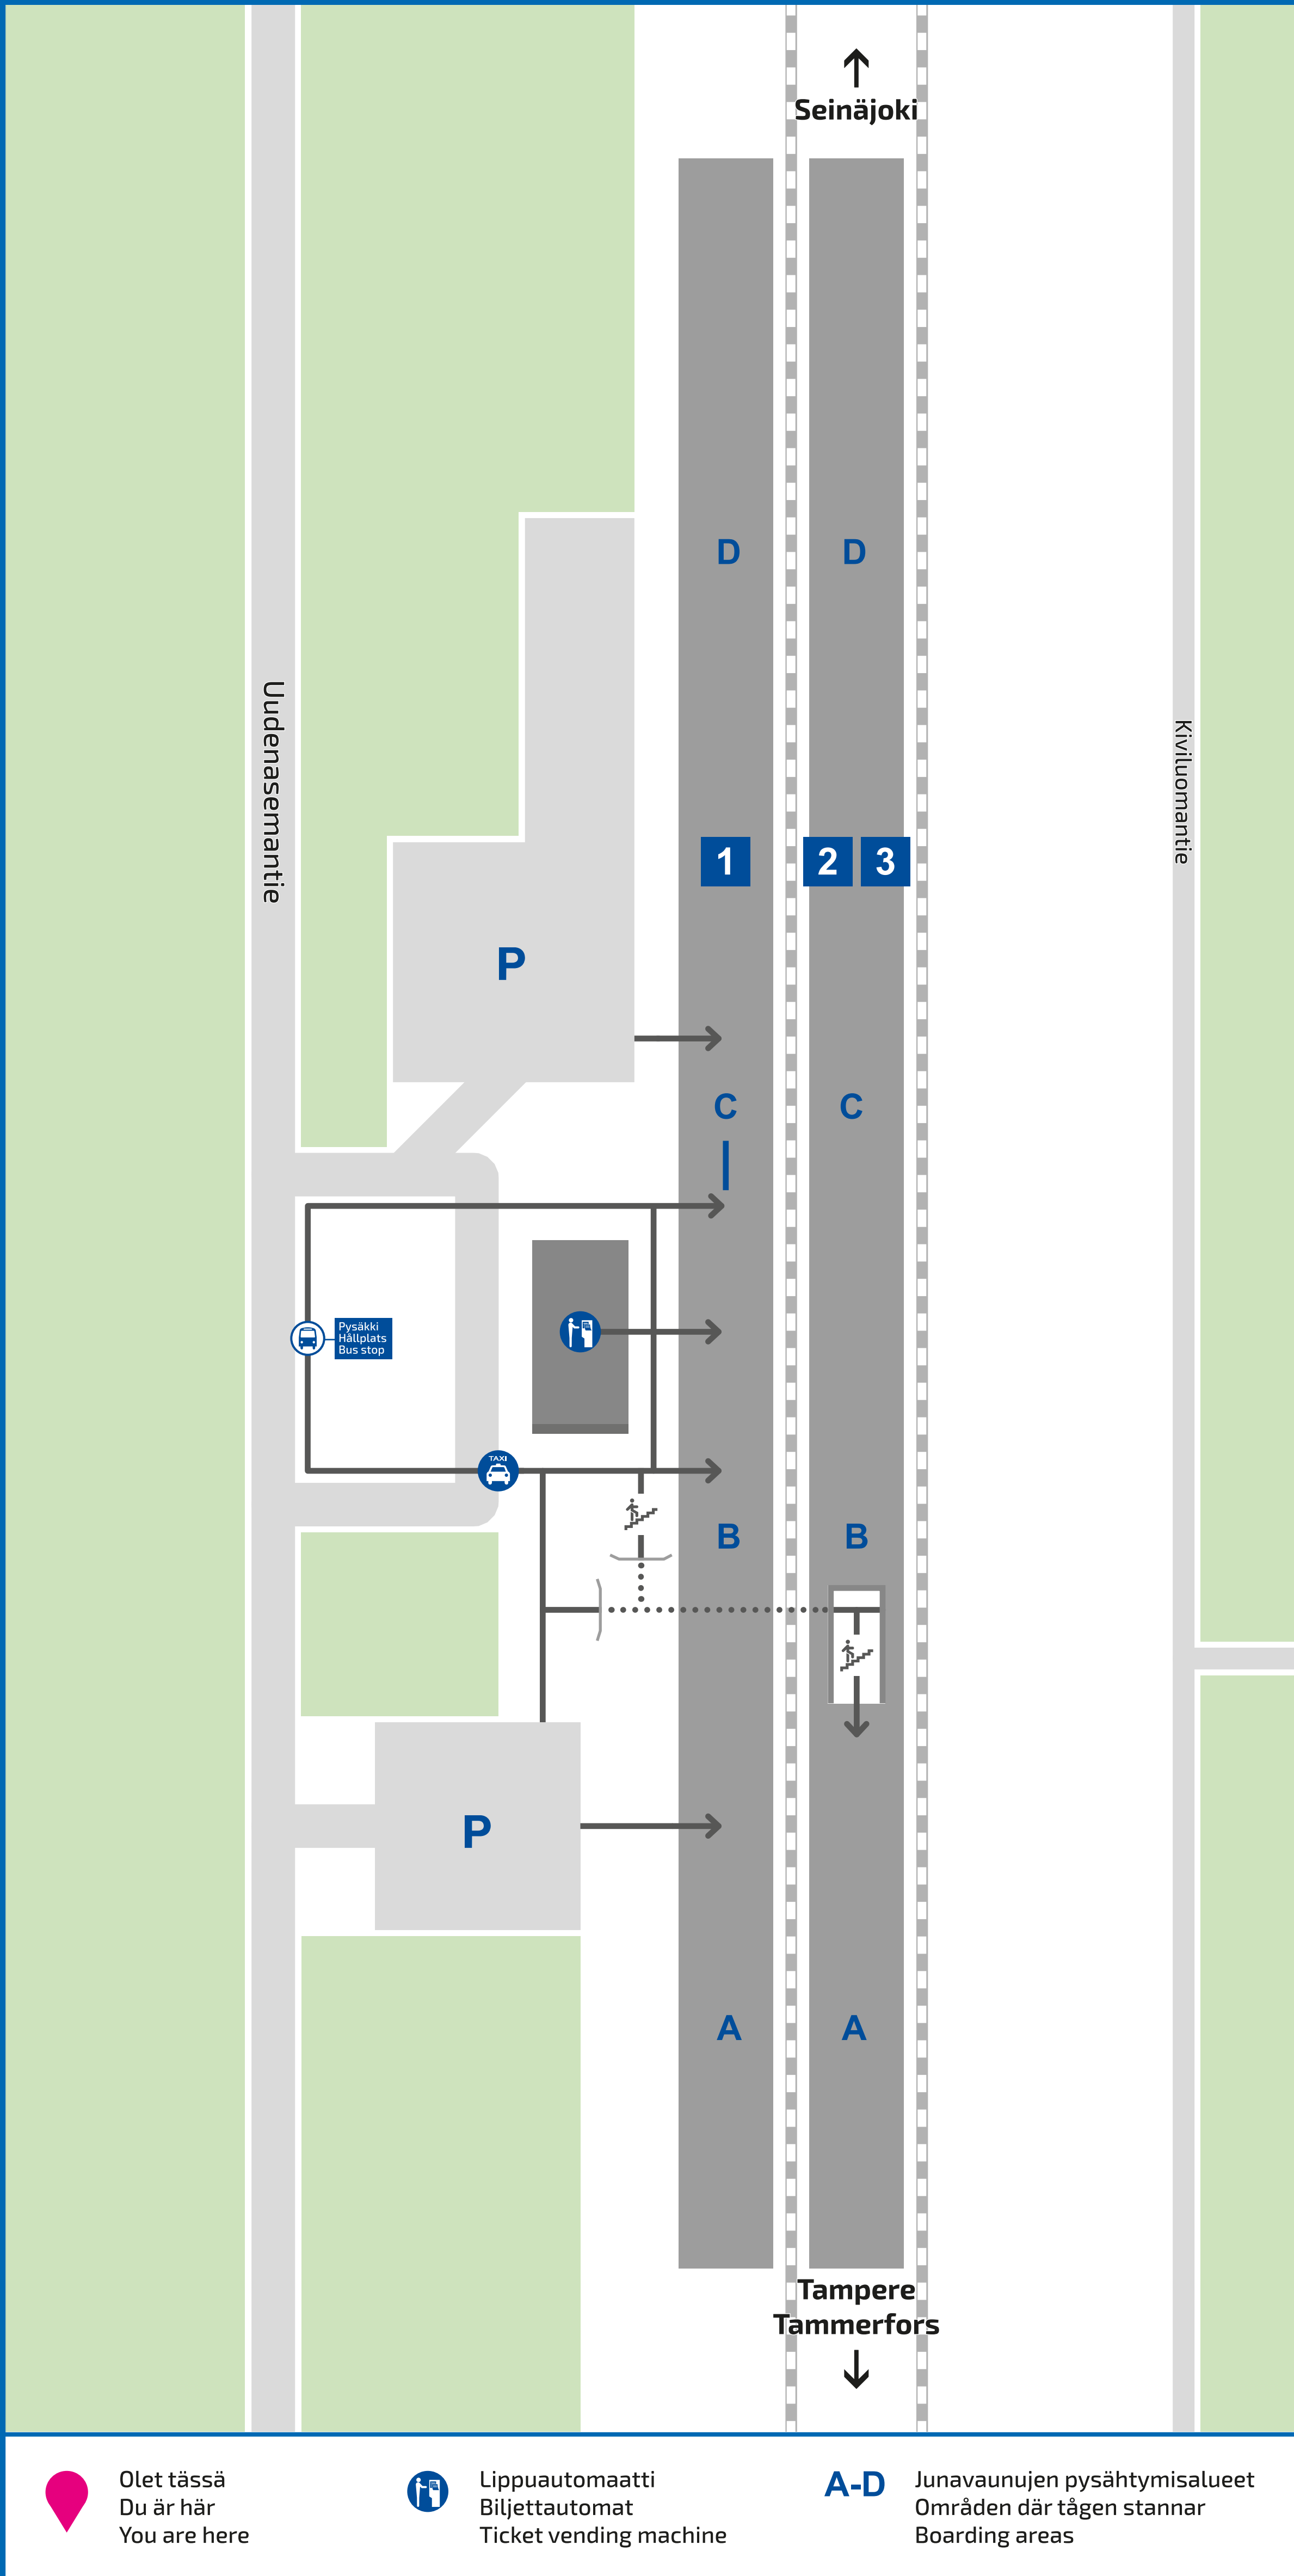 Seinäjoki
D
D
Uudenasemantie
Kiviluomantie
1
2
3
P
C
C
Pysäkki
Hållplats
Bus stop
TAXI
B
B
P
A
A
Tampere
Tammerfors
Olet tässä
Du är här
You are here
Lippuautomaatti
Biljettautomat
Ticket vending machine
A-D
Junavaunujen pysähtymisalueet
Områden där tågen stannar
Boarding areas